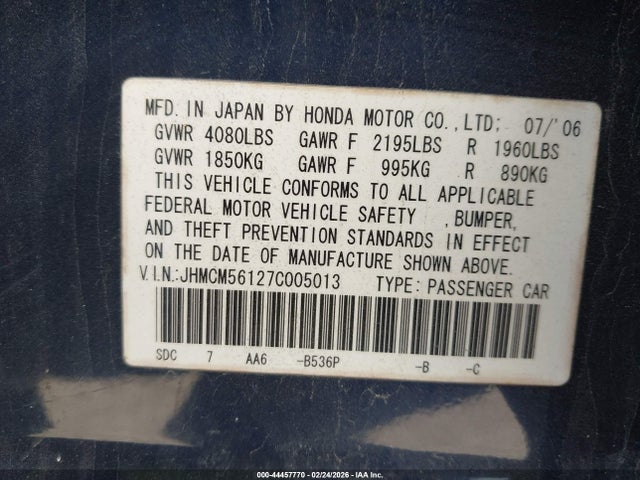 MFD. IN JAPAN BY HONDA MOTOR CO., LTD; 07/'06
GVWR 4080LBS GAWR F 2195LBS R 1960LBS
GVWR 1850KG GAWR F 995KG R 890KG
THIS VEHICLE CONFORMS TO ALL APPLICABLE
FEDERAL MOTOR VEHICLE SAFETY , BUMPER,
AND THEFT PREVENTION STANDARDS IN EFFECT
ON THE DATE OF MANUFACTURE SHOWN ABOVE.
V.I.N.:JHMCM56127C005013 TYPE: PASSENGER CAR
SDC 7 AA6 -B536P -B -C
000-44457770 - 02/24/2026 - IAA Inc.